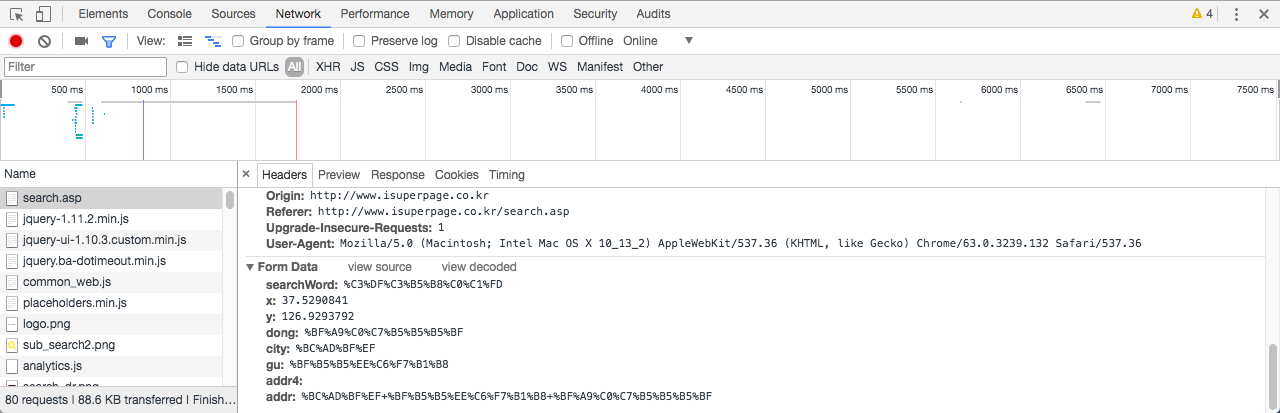 Elements Console Sources Network Performance Memory Application Security Audits 4
View: Group by frame Preserve log Disable cache Offline Online
Filter Hide data URLs All XHR JS CSS Img Media Font Doc WS Manifest Other
500 ms 1000 ms 1500 ms 2000 ms 2500 ms 3000 ms 3500 ms 4000 ms 4500 ms 5000 ms 5500 ms 6000 ms 6500 ms 7000 ms 7500 ms
Name
search.asp
jquery-1.11.2.min.js
jquery-ui-1.10.3.custom.min.js
jquery.ba-dotimeout.min.js
common_web.js
placeholders.min.js
logo.png
sub_search2.png
analytics.js
search_dr.png
80 requests | 88.6 KB transferred | Finish...
× Headers Preview Response Cookies Timing
Origin: http://www.isuperpage.co.kr
Referer: http://www.isuperpage.co.kr/search.asp
Upgrade-Insecure-Requests: 1
User-Agent: Mozilla/5.0 (Macintosh; Intel Mac OS X 10_13_2) AppleWebKit/537.36 (KHTML, like Gecko) Chrome/63.0.3239.132 Safari/537.36
Form Data view source view decoded
searchWord: %C3%DF%C3%B5%B8%C0%C1%FD
x: 37.5290841
y: 126.9293792
dong: %BF%A9%C0%C7%B5%B5%B5%BF
city: %BC%AD%BF%EF
gu: %BF%B5%B5%EE%C6%F7%B1%B8
addr4:
addr: %BC%AD%BF%EF+%BF%B5%B5%EE%C6%F7%B1%B8+%BF%A9%C0%C7%B5%B5%B5%BF